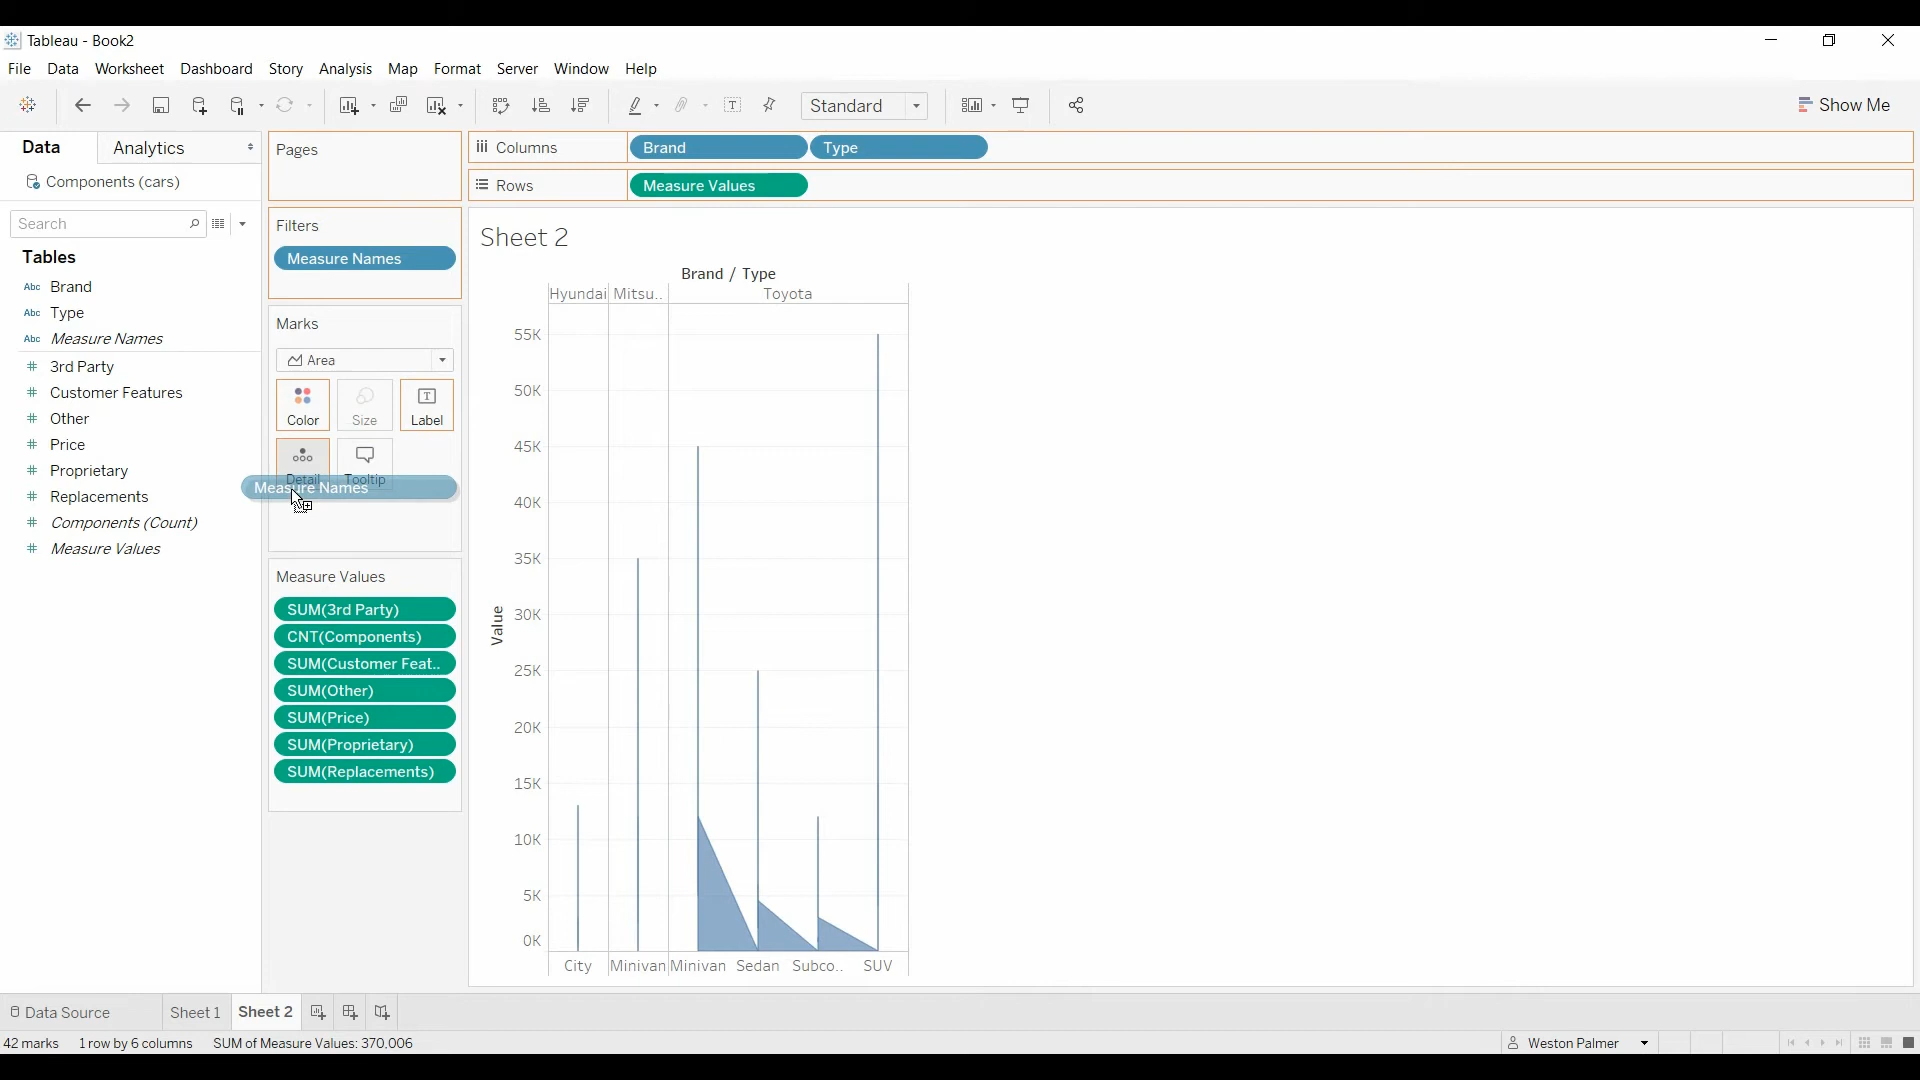 Tableau - Book2
File Data Worksheet Dashboard Story Analysis Map Format Server Window Help
Standard
Show Me
Data Analytics
Components (cars)
Search
Tables
Abc Brand
Abc Type
Abc Measure Names
# 3rd Party
# Customer Features
# Other
# Price
# Proprietary
# Replacements
# Components (Count)
# Measure Values
Pages
Filters
Measure Names
Marks
Area
Color Size Label
Detail Tooltip
Measure Names
Measure Values
SUM(3rd Party)
CNT(Components)
SUM(Customer Feat..
SUM(Other)
SUM(Price)
SUM(Proprietary)
SUM(Replacements)
Columns Brand Type
Rows Measure Values
Sheet 2
Brand / Type
Hyundai Mitsu.. Toyota
55K
50K
45K
40K
35K
30K
25K
20K
15K
10K
5K
0K
Value
City Minivan Minivan Sedan Subco.. SUV
Data Source Sheet 1 Sheet 2
42 marks 1 row by 6 columns SUM of Measure Values: 370,006
Weston Palmer